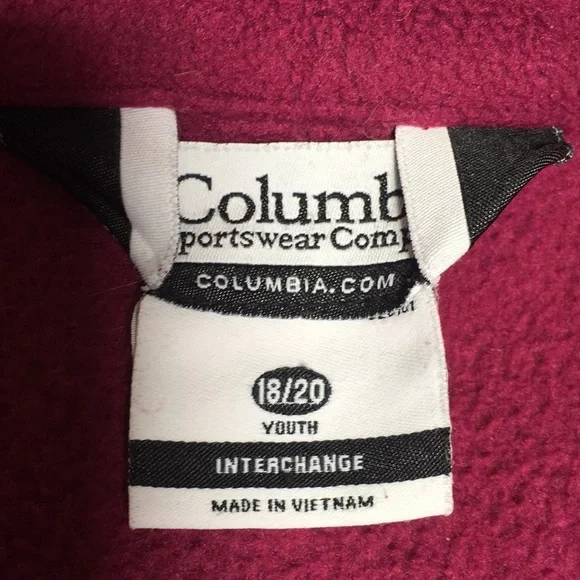 Columb
portswear Comp
COLUMBIA.COM
18/20
YOUTH
INTERCHANGE
MADE IN VIETNAM